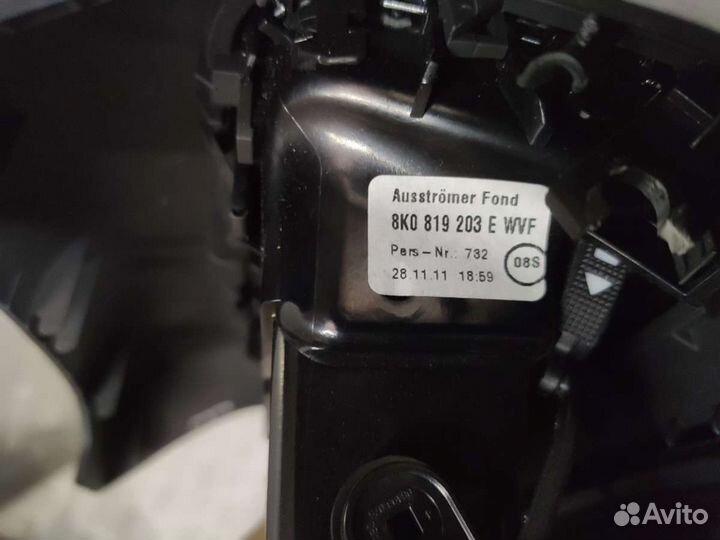 Ausströmer Fond
8K0 819 203 E WVF
Pers-Nr.: 732
08S
28.11.11 18:59
Avito